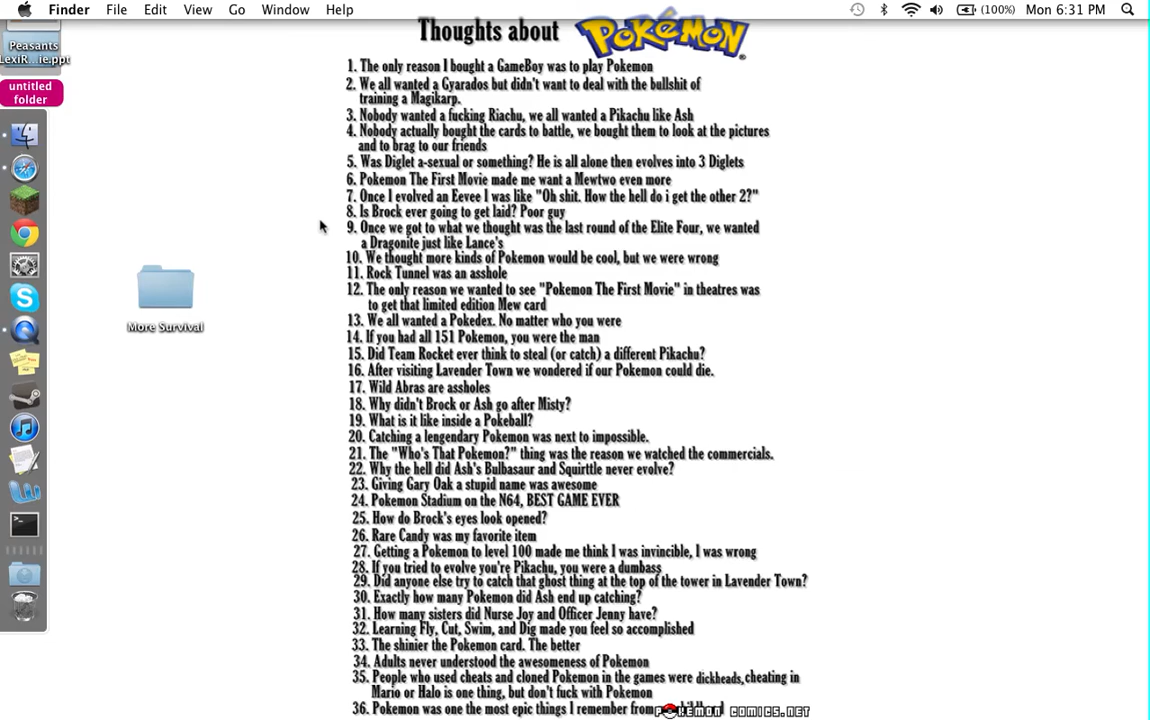 Finder File Edit View Go Window Help (100%) Mon 6:31 PM
Peasants
LexiR...ie.ppt
untitled
folder
More Survival
Thoughts about POKéMON
1. The only reason I bought a GameBoy was to play Pokemon
2. We all wanted a Gyarados but didn't want to deal with the bullshit of
training a Magikarp.
3. Nobody wanted a fucking Riachu, we all wanted a Pikachu like Ash
4. Nobody actually bought the cards to battle, we bought them to look at the pictures
and to brag to our friends
5. Was Diglet a-sexual or something? He is all alone then evolves into 3 Diglets
6. Pokemon The First Movie made me want a Mewtwo even more
7. Once I evolved an Eevee I was like "Oh shit. How the hell do i get the other 2?"
8. Is Brock ever going to get laid? Poor guy
9. Once we got to what we thought was the last round of the Elite Four, we wanted
a Dragonite just like Lance's
10. We thought more kinds of Pokemon would be cool, but we were wrong
11. Rock Tunnel was an asshole
12. The only reason we wanted to see "Pokemon The First Movie" in theatres was
to get that limited edition Mew card
13. We all wanted a Pokedex. No matter who you were
14. If you had all 151 Pokemon, you were the man
15. Did Team Rocket ever think to steal (or catch) a different Pikachu?
16. After visiting Lavender Town we wondered if our Pokemon could die.
17. Wild Abras are assholes
18. Why didn't Brock or Ash go after Misty?
19. What is it like inside a Pokeball?
20. Catching a lengendary Pokemon was next to impossible.
21. The "Who's That Pokemon?" thing was the reason we watched the commercials.
22. Why the hell did Ash's Bulbasaur and Squirttle never evolve?
23. Giving Gary Oak a stupid name was awesome
24. Pokemon Stadium on the N64, BEST GAME EVER
25. How do Brock's eyes look opened?
26. Rare Candy was my favorite item
27. Getting a Pokemon to level 100 made me think I was invincible, I was wrong
28. If you tried to evolve you're Pikachu, you were a dumbass
29. Did anyone else try to catch that ghost thing at the top of the tower in Lavender Town?
30. Exactly how many Pokemon did Ash end up catching?
31. How many sisters did Nurse Joy and Officer Jenny have?
32. Learning Fly, Cut, Swim, and Dig made you feel so accomplished
33. The shinier the Pokemon card. The better
34. Adults never understood the awesomeness of Pokemon
35. People who used cheats and cloned Pokemon in the games were dickheads, cheating in
Mario or Halo is one thing, but don't fuck with Pokemon
36. Pokemon was one the most epic things I remember from
POKEMON COMICS.NET